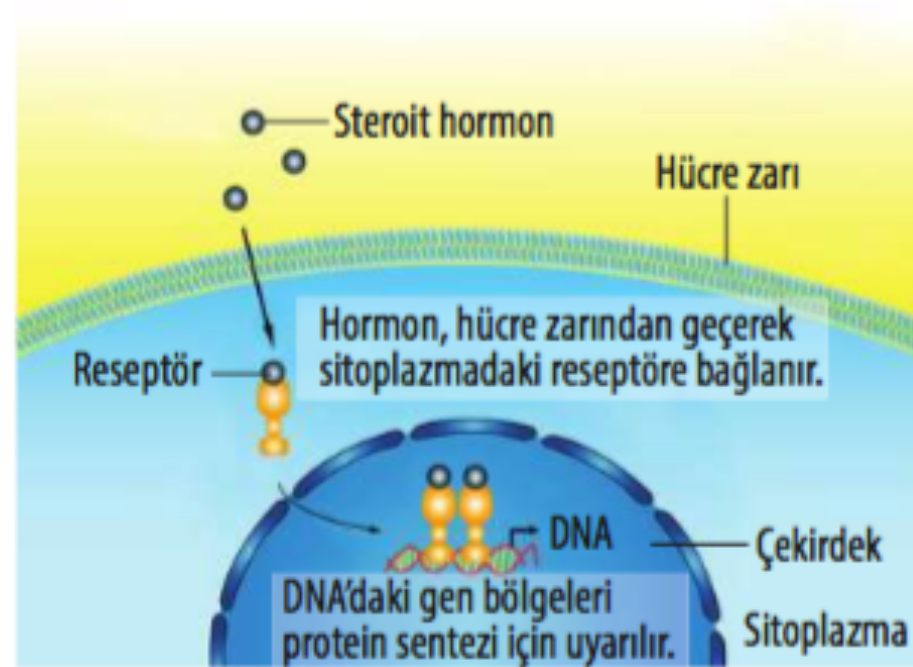 Steroit hormon
Hücre zarı
Hormon, hücre zarından geçerek
sitoplazmadaki reseptöre bağlanır.
Reseptör
DNA
Çekirdek
DNA'daki gen bölgeleri
protein sentezi için uyarılır.
Sitoplazma